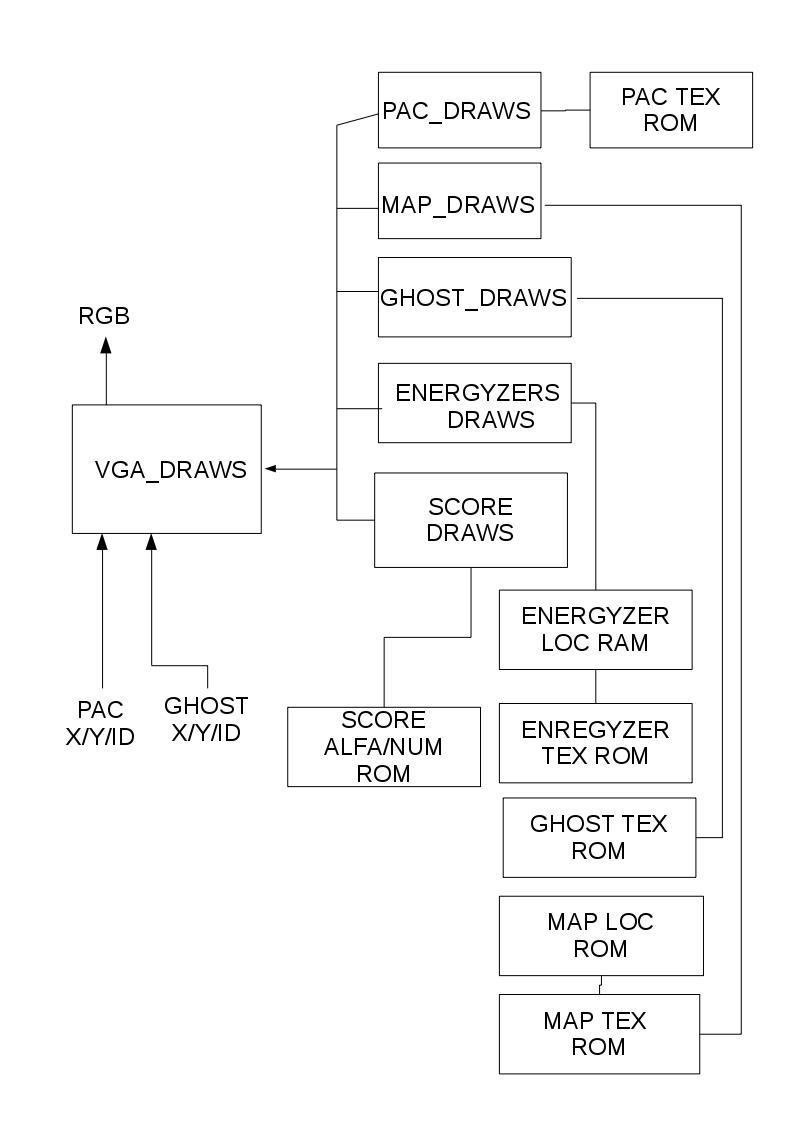 PAC_DRAWS
PAC TEX
ROM
MAP_DRAWS
GHOST_DRAWS
RGB
ENERGYZERS
DRAWS
VGA_DRAWS
SCORE
DRAWS
ENERGYZER
LOC RAM
PAC
X/Y/ID
GHOST
X/Y/ID
SCORE
ALFA/NUM
ROM
ENREGYZER
TEX ROM
GHOST TEX
ROM
MAP LOC
ROM
MAP TEX
ROM